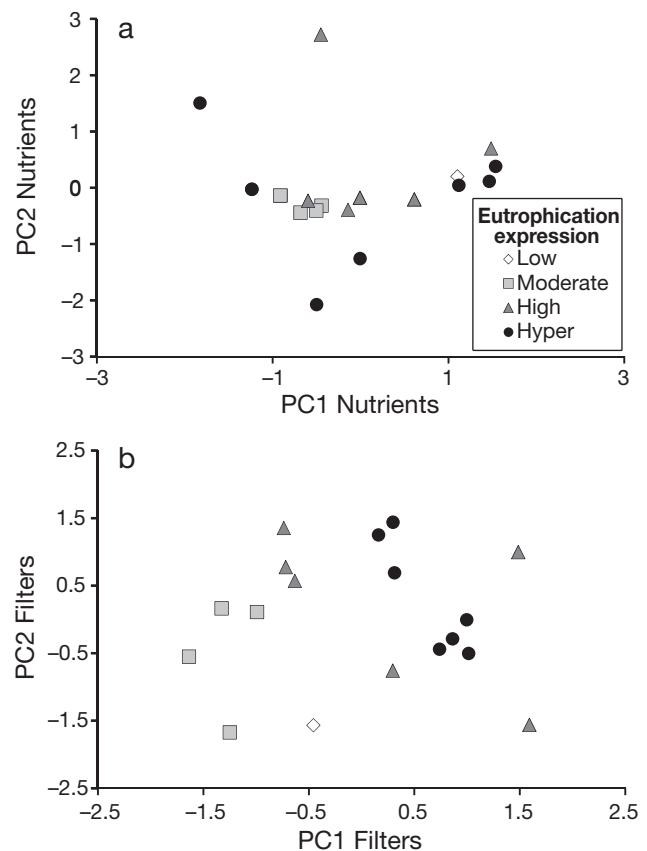 a
3
2
1
0
−1
−2
−3
PC2 Nutrients
−3
−1
1
3
PC1 Nutrients
Eutrophication
expression
Low
Moderate
High
Hyper
b
2.5
1.5
0.5
−0.5
−1.5
−2.5
PC2 Filters
−2.5
−1.5
−0.5
0.5
1.5
2.5
PC1 Filters